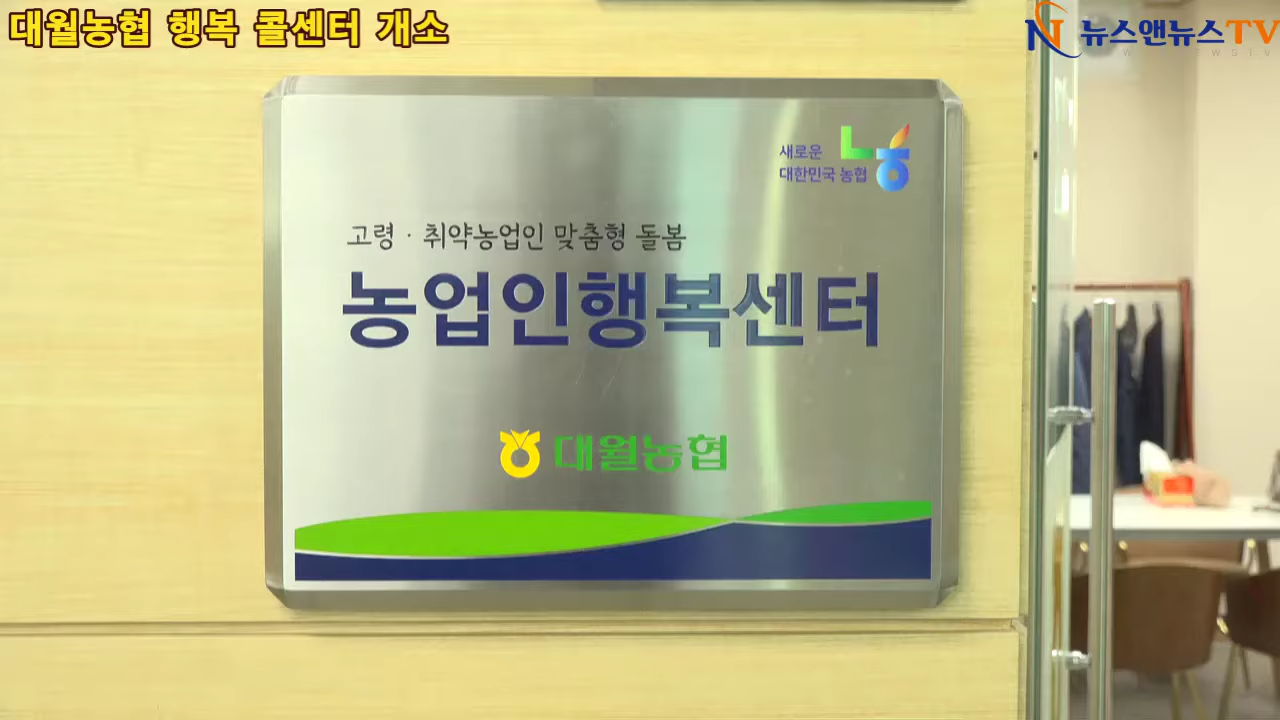 대월농협 행복 콜센터 개소
뉴스앤뉴스TV
새로운
대한민국 농협
고령 · 취약농업인 맞춤형 돌봄
농업인행복센터
대월농협